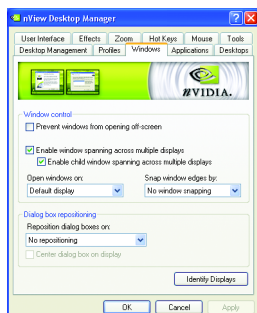 nView Desktop Manager
User Interface Effects Zoom Hot Keys Mouse Tools
Desktop Management Profiles Windows Applications Desktops
nVIDIA.
Window control
Prevent windows from opening off-screen
Enable window spanning across multiple displays
Enable child window spanning across multiple displays
Open windows on: Snap window edges by:
Default display No window snapping
Dialog box repositioning
Reposition dialog boxes on:
No repositioning
Center dialog box on display
Identify Displays
OK Cancel Apply